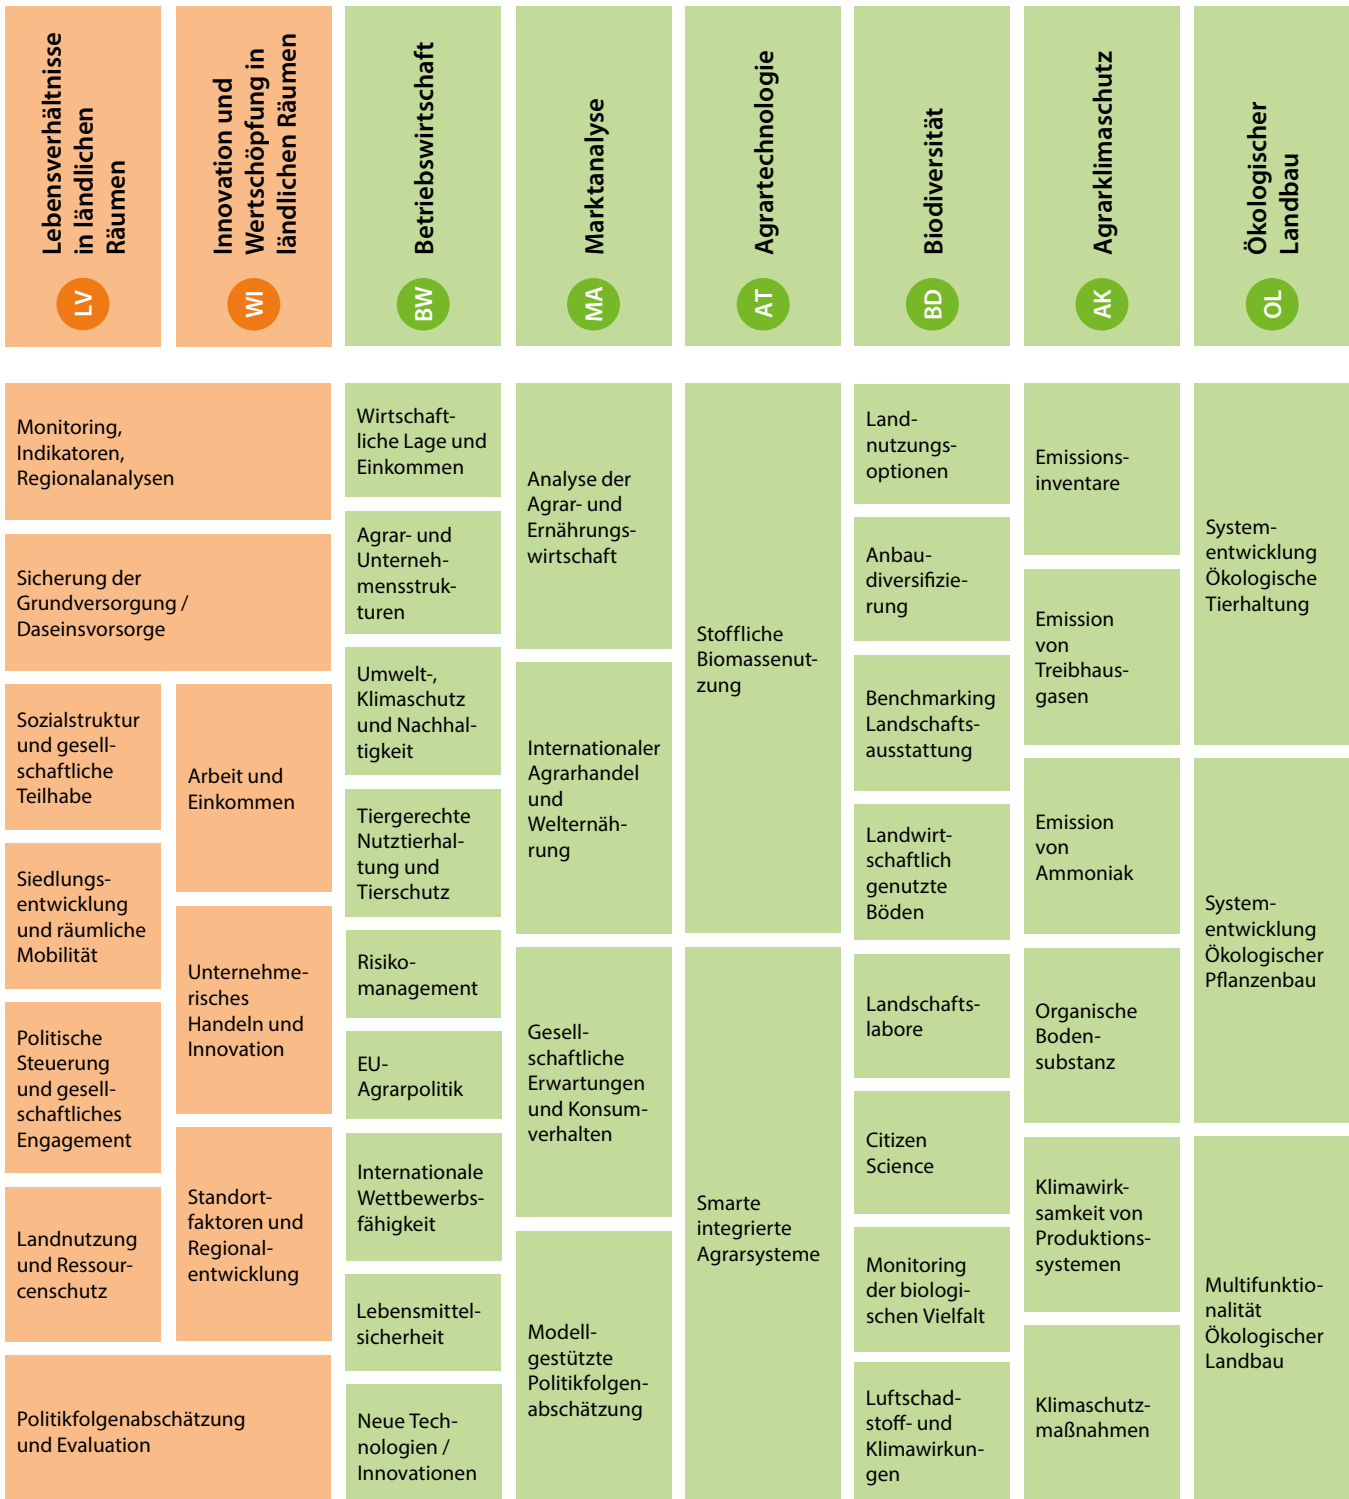 Lebensverhältnisse
in ländlichen
Räumen
LV
Innovation und
Wertschöpfung in
ländlichen Räumen
WI
Betriebswirtschaft
BW
Marktanalyse
MA
Agrartechnologie
AT
Biodiversität
BD
Agrarklimaschutz
AK
Ökologischer
Landbau
OL
Monitoring,
Indikatoren,
Regionalanalysen
Sicherung der
Grundversorgung /
Daseinsvorsorge
Sozialstruktur
und gesell-
schaftliche
Teilhabe
Siedlungs-
entwicklung
und räumliche
Mobilität
Politische
Steuerung
und gesell-
schaftliches
Engagement
Landnutzung
und Ressour-
censchutz
Arbeit und
Einkommen
Unternehme-
risches
Handeln und
Innovation
Standort-
faktoren und
Regional-
entwicklung
Politikfolgenabschätzung
und Evaluation
Wirtschaft-
liche Lage und
Einkommen
Agrar- und
Unterneh-
mensstruk-
turen
Umwelt-,
Klimaschutz
und Nachhal-
tigkeit
Tiergerechte
Nutztierhal-
tung und
Tierschutz
Risiko-
management
EU-
Agrarpolitik
Internationale
Wettbewerbs-
fähigkeit
Lebensmittel-
sicherheit
Neue Tech-
nologien /
Innovationen
Analyse der
Agrar- und
Ernährungs-
wirtschaft
Internationaler
Agrarhandel
und
Welternäh-
rung
Gesell-
schaftliche
Erwartungen
und Konsum-
verhalten
Modell-
gestützte
Politikfolgen-
abschätzung
Stoffliche
Biomassenut-
zung
Smarte
integrierte
Agrarsysteme
Land-
nutzungs-
optionen
Anbau-
diversifizie-
rung
Benchmarking
Landschafts-
ausstattung
Landwirt-
schaftlich
genutzte
Böden
Landschafts-
labore
Citizen
Science
Monitoring
der biologi-
schen Vielfalt
Luftschad-
stoff- und
Klimawirkun-
gen
Emissions-
inventare
Emission
von
Treibhaus-
gasen
Emission
von
Ammoniak
Organische
Boden-
substanz
Klimawirk-
samkeit von
Produktions-
systemen
Klimaschutz-
maßnahmen
System-
entwicklung
Ökologische
Tierhaltung
System-
entwicklung
Ökologischer
Pflanzenbau
Multifunktio-
nalität
Ökologischer
Landbau